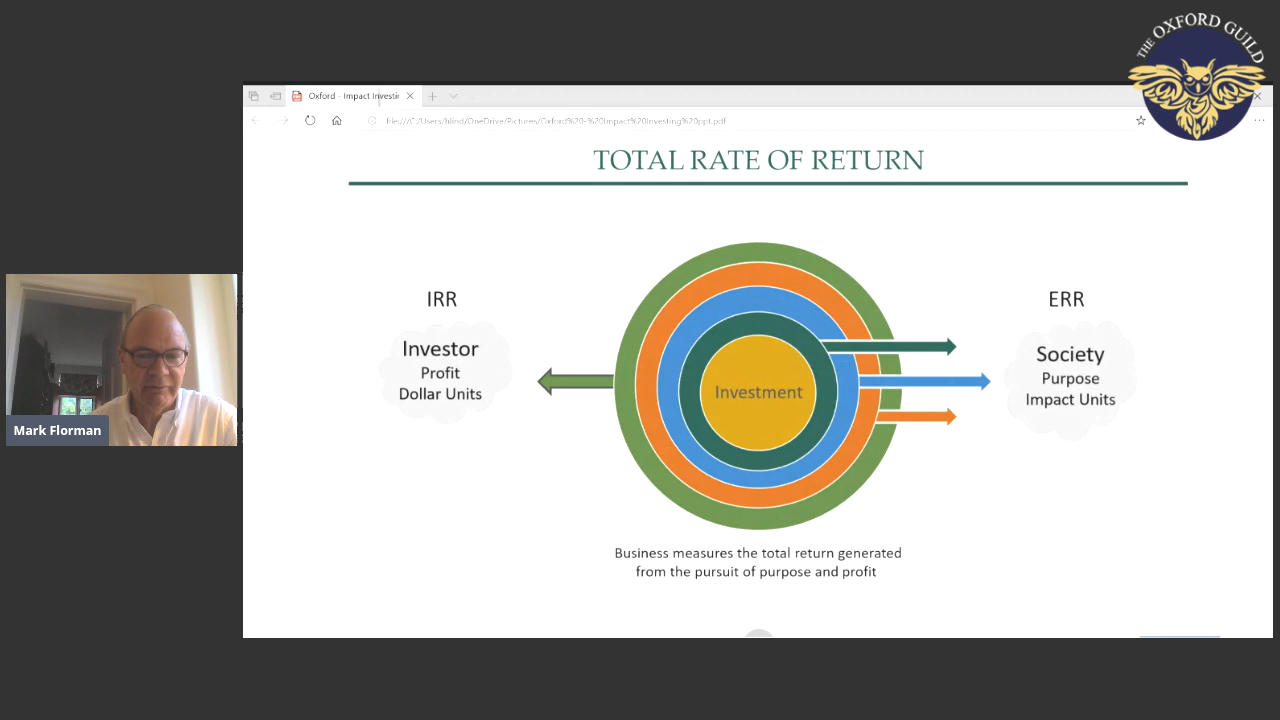 THE OXFORD GUILD
Oxford - Impact Investin
file:///C:/Users/hlind/OneDrive/Pictures/Oxford%20-%20Impact%20Investing%20ppt.pdf
TOTAL RATE OF RETURN
IRR
Investor
Profit
Dollar Units
Investment
ERR
Society
Purpose
Impact Units
Business measures the total return generated
from the pursuit of purpose and profit
Mark Florman